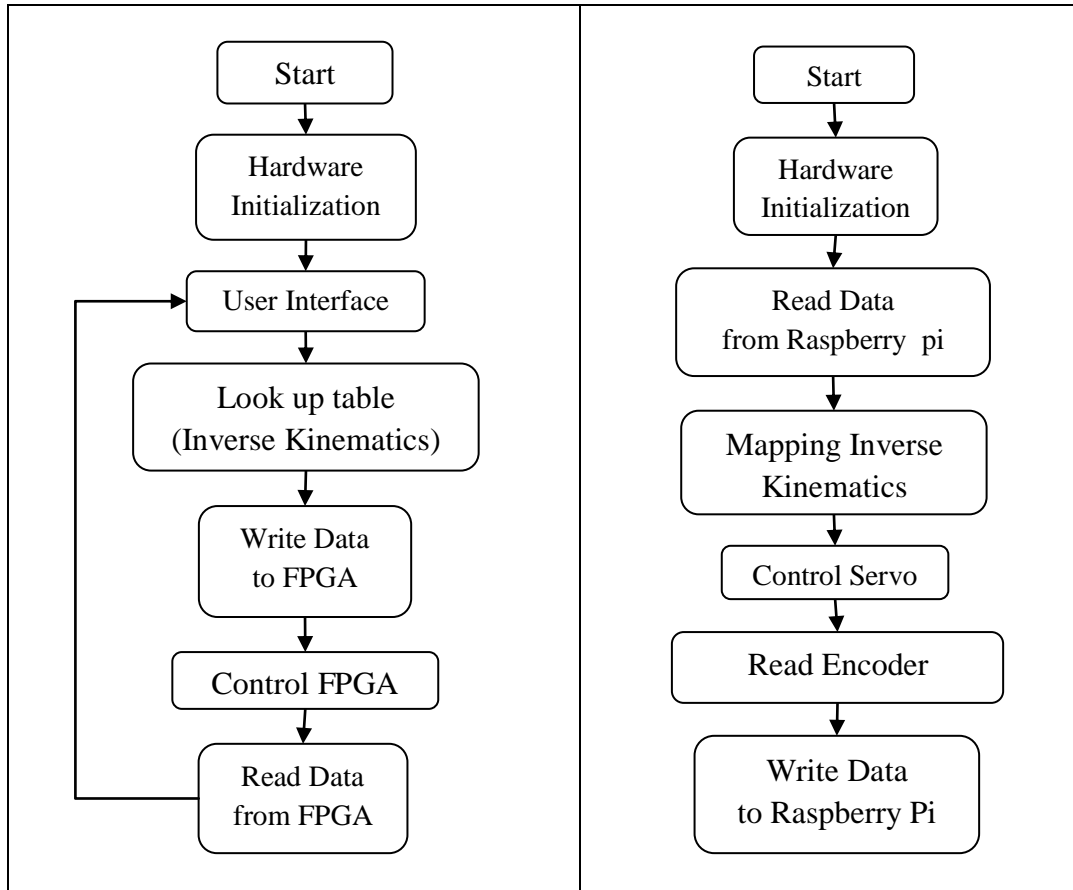 Start
Hardware
Initialization
User Interface
Look up table
(Inverse Kinematics)
Write Data
to FPGA
Control FPGA
Read Data
from FPGA
Start
Hardware
Initialization
Read Data
from Raspberry pi
Mapping Inverse
Kinematics
Control Servo
Read Encoder
Write Data
to Raspberry Pi